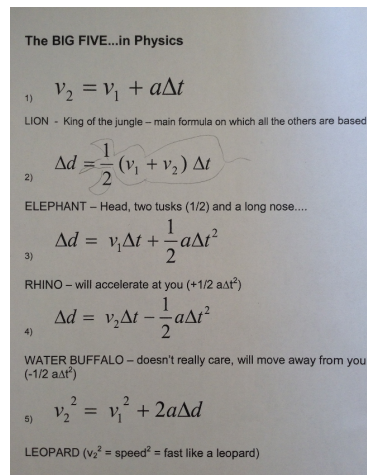 The BIG FIVE...in Physics
1) v₂ = v₁ + aΔt
LION - King of the jungle – main formula on which all the others are based
2) Δd = 1/2 (v₁ + v₂) Δt
ELEPHANT – Head, two tusks (1/2) and a long nose....
3) Δd = v₁Δt + 1/2 aΔt²
RHINO – will accelerate at you (+1/2 aΔt²)
4) Δd = v₂Δt – 1/2 aΔt²
WATER BUFFALO – doesn't really care, will move away from you
(-1/2 aΔt²)
5) v₂² = v₁² + 2aΔd
LEOPARD (v₂² = speed² = fast like a leopard)